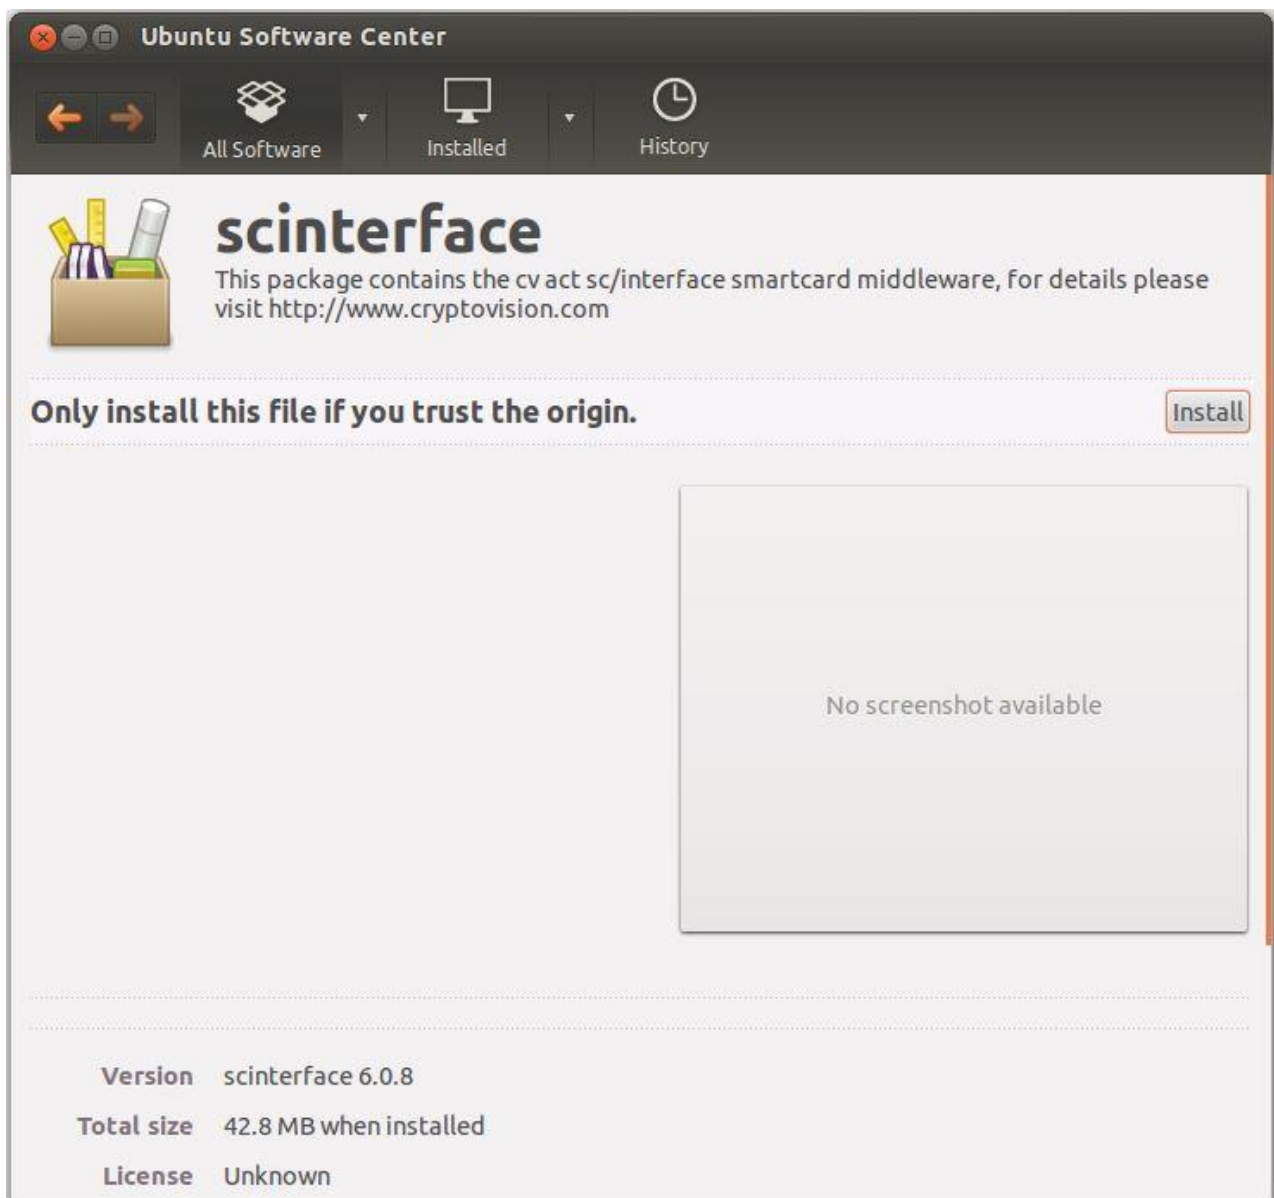 Ubuntu Software Center
All Software
Installed
History
scinterface
This package contains the cv act sc/interface smartcard middleware, for details please
visit http://www.cryptovision.com
Only install this file if you trust the origin.
Install
No screenshot available
Version scinterface 6.0.8
Total size 42.8 MB when installed
License Unknown